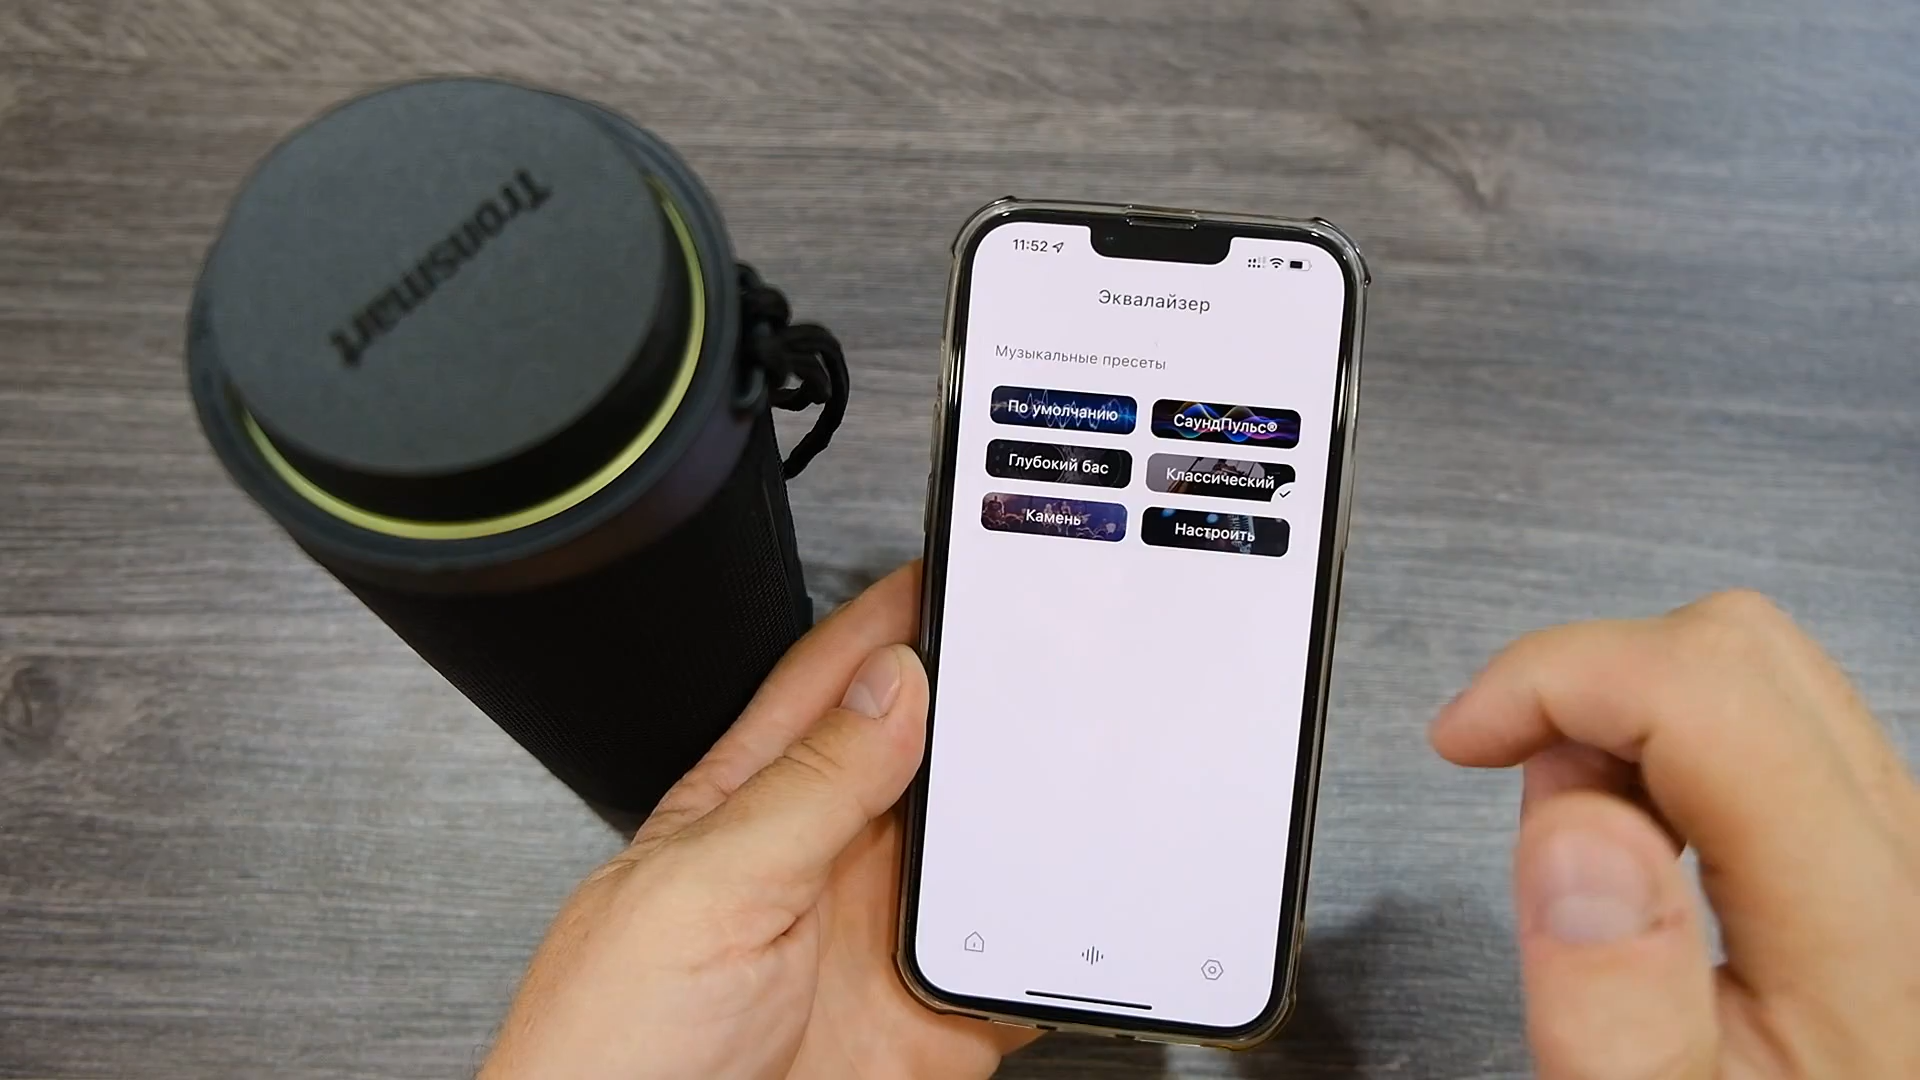 Tronsmart
11:52
Эквалайзер
Музыкальные пресеты
По умолчанию
СаундПульс®
Глубокий бас
Классический
Камень
Настроить